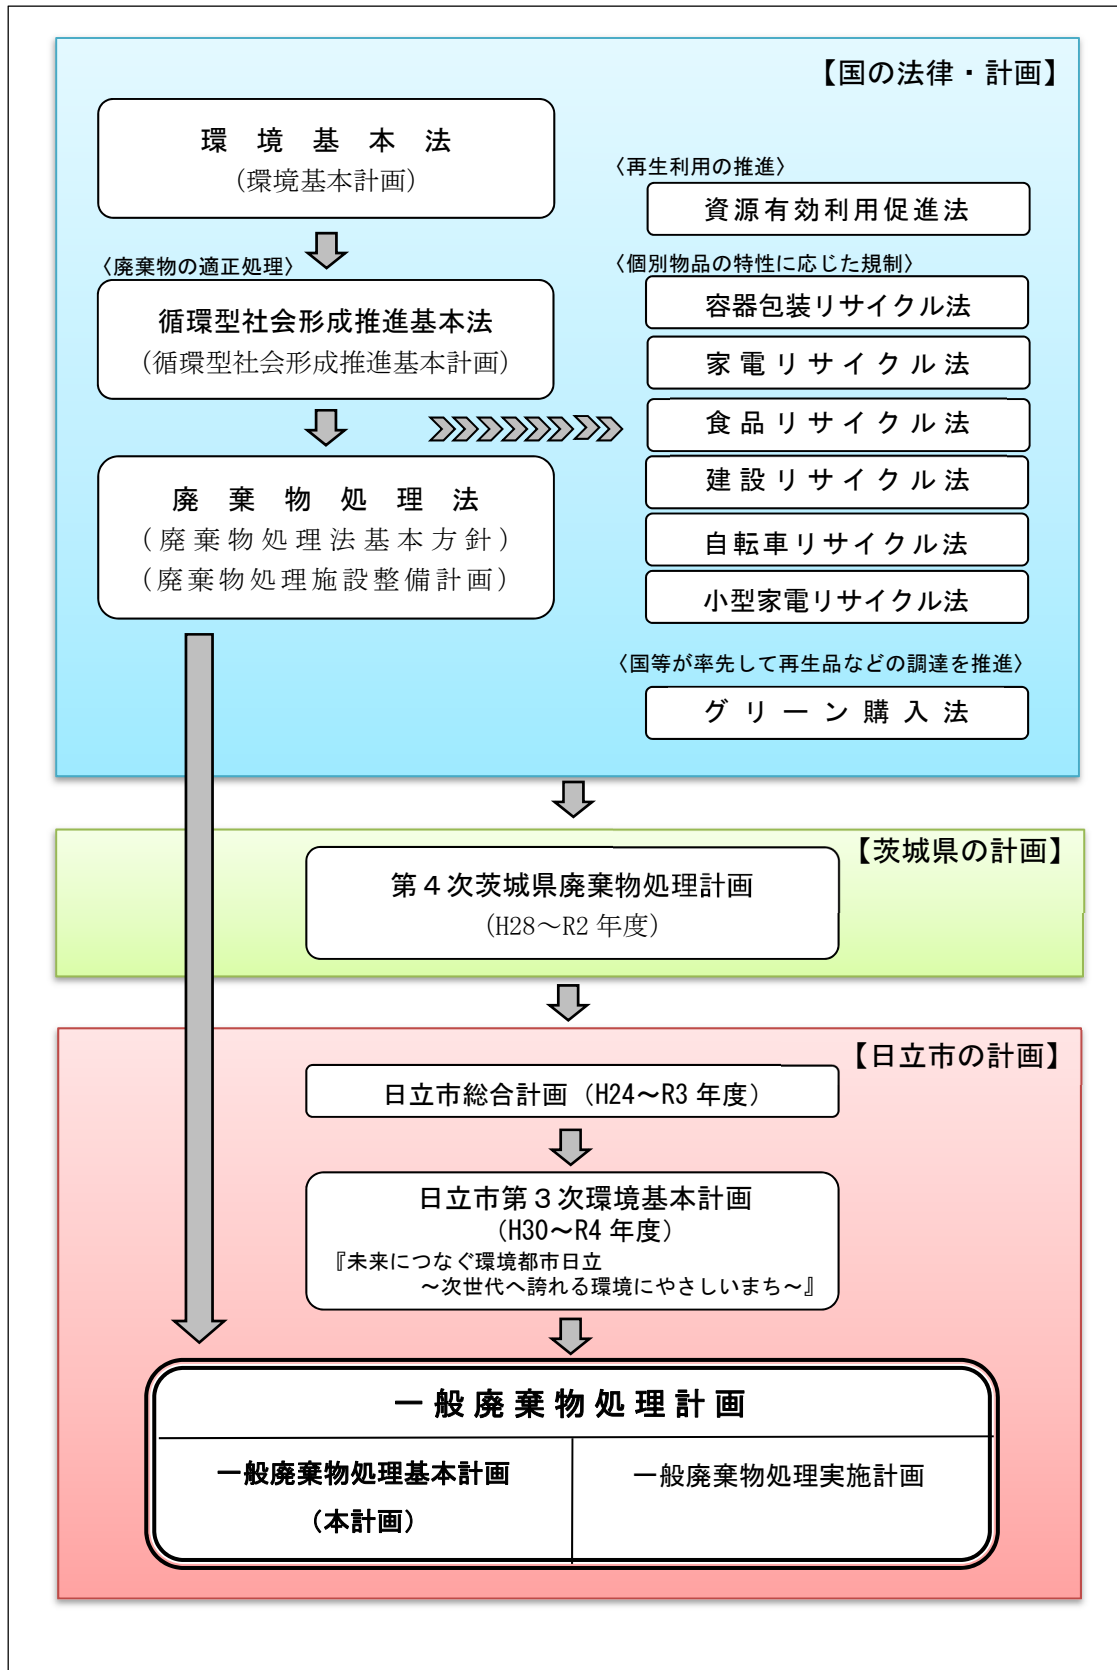 【国の法律・計画】
環境基本法
(環境基本計画)
〈廃棄物の適正処理〉
循環型社会形成推進基本法
(循環型社会形成推進基本計画)
廃棄物処理法
(廃棄物処理法基本方針)
(廃棄物処理施設整備計画)
〈再生利用の推進〉
資源有効利用促進法
〈個別物品の特性に応じた規制〉
容器包装リサイクル法
家電リサイクル法
食品リサイクル法
建設リサイクル法
自転車リサイクル法
小型家電リサイクル法
〈国等が率先して再生品などの調達を推進〉
グリーン購入法
【茨城県の計画】
第４次茨城県廃棄物処理計画
(H28～R2 年度)
【日立市の計画】
日立市総合計画（H24～R3 年度）
日立市第３次環境基本計画
（H30～R4 年度）
『未来につなぐ環境都市日立
～次世代へ誇れる環境にやさしいまち～』
一般廃棄物処理計画
一般廃棄物処理基本計画
（本計画）
一般廃棄物処理実施計画